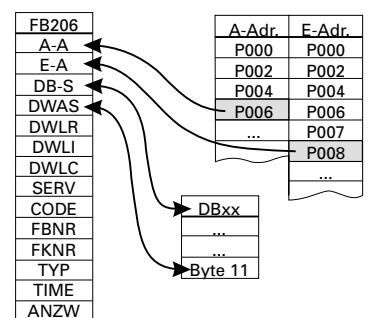 FB206
A-A
E-A
DB-S
DWAS
DWLR
DWLI
DWLC
SERV
CODE
FBNR
FKNR
TYP
TIME
ANZW
A-Adr. E-Adr.
P000 P000
P002 P002
P004 P004
P006 P006
... P007
P008
...
DBxx
...
...
Byte 11